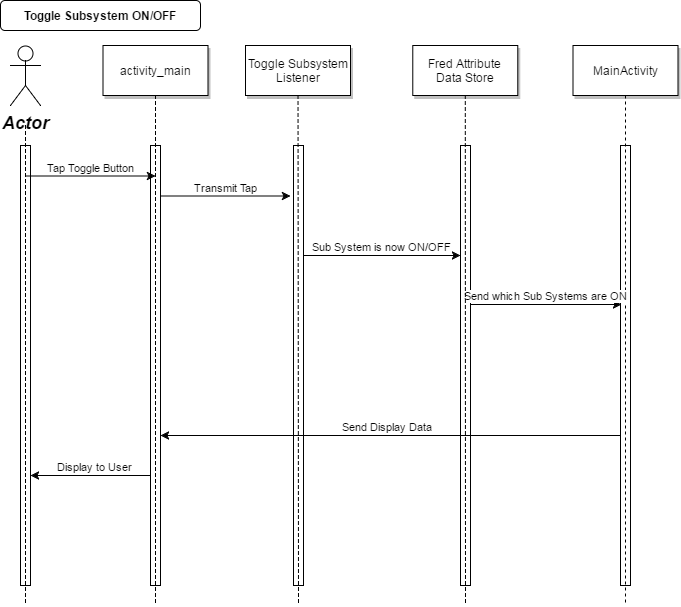 Toggle Subsystem ON/OFF
Actor
activity_main
Toggle Subsystem
Listener
Fred Attribute
Data Store
MainActivity
Tap Toggle Button
Transmit Tap
Sub System is now ON/OFF
Send which Sub Systems are ON
Send Display Data
Display to User